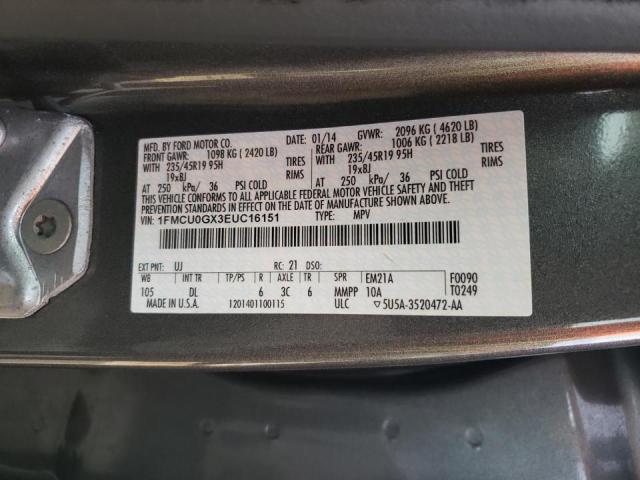 MFD. BY FORD MOTOR CO. DATE: 01/14 GVWR: 2096 KG ( 4620 LB)
FRONT GAWR: 1098 KG ( 2420 LB) REAR GAWR: 1006 KG ( 2218 LB)
WITH 235/45R19 95H TIRES WITH 235/45R19 95H TIRES
19x8J RIMS 19x8J RIMS
AT 250 kPa/ 36 PSI COLD AT 250 kPa/ 36 PSI COLD
THIS VEHICLE CONFORMS TO ALL APPLICABLE FEDERAL MOTOR VEHICLE SAFETY AND THEFT
PREVENTION STANDARDS IN EFFECT ON THE DATE OF MANUFACTURE SHOWN ABOVE.
VIN: 1FMCU0GX3EUC16151 TYPE: MPV
EXT PNT: UJ RC: 21 DSO:
WB INT TR TP/PS R AXLE TR SPR EM21A F0090
105 DL 6 3C 6 MMPP 10A T0249
MADE IN U.S.A. 1201401100115 ULC ▽5U5A-3520472-AA